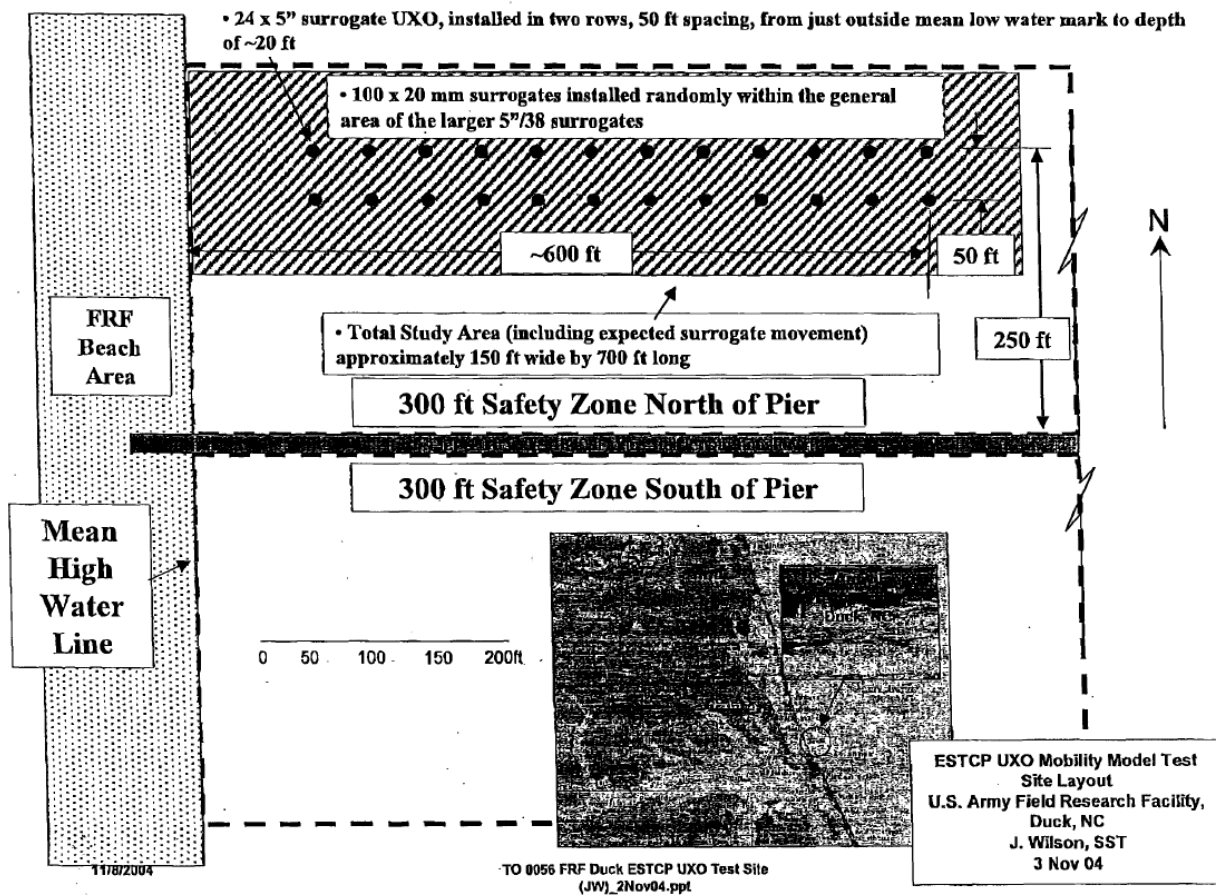 • 24 x 5” surrogate UXO, installed in two rows, 50 ft spacing, from just outside mean low water mark to depth
of ~20 ft
• 100 x 20 mm surrogates installed randomly within the general
area of the larger 5”/38 surrogates
N
~600 ft
50 ft
FRF
Beach
Area
• Total Study Area (including expected surrogate movement)
approximately 150 ft wide by 700 ft long
250 ft
300 ft Safety Zone North of Pier
300 ft Safety Zone South of Pier
Mean
High
Water
Line
Duck, NC
0 50 100 150 200ft
ESTCP UXO Mobility Model Test
Site Layout
U.S. Army Field Research Facility,
Duck, NC
J. Wilson, SST
3 Nov 04
11/8/2004
TO 0056 FRF Duck ESTCP UXO Test Site
(JW)_2Nov04.ppt